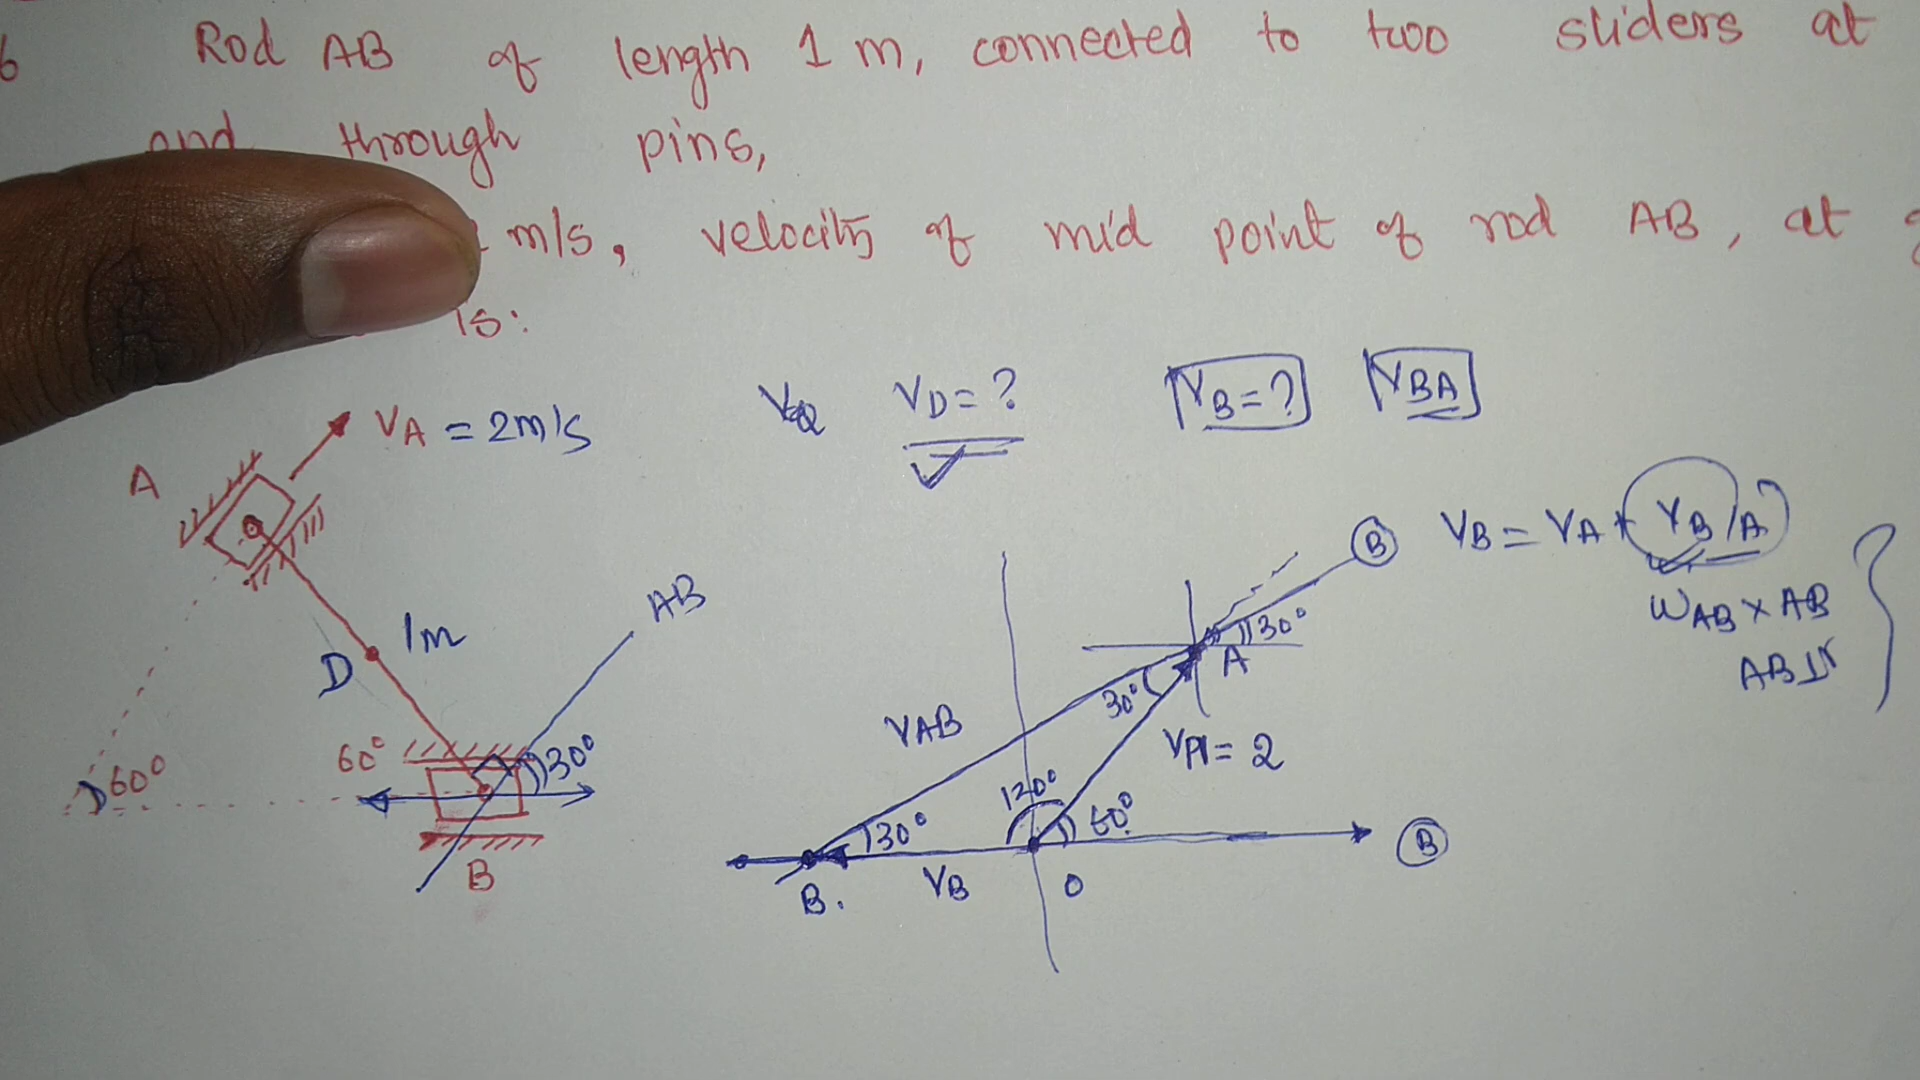 6 Rod AB of length 1 m, connected to two sliders at
and through pins,
m/s, velocity of mid point of rod AB, at
is:
VD = ? VB = ? VBA
VA = 2m/s
A
B VB = VA + VB/A
ωAB × AB
AB ⊥r
AB
1m
D
30°
A
30°
VAB
VA = 2
60°
60°
30°
120°
60°
30°
B
VB
O
B
B.